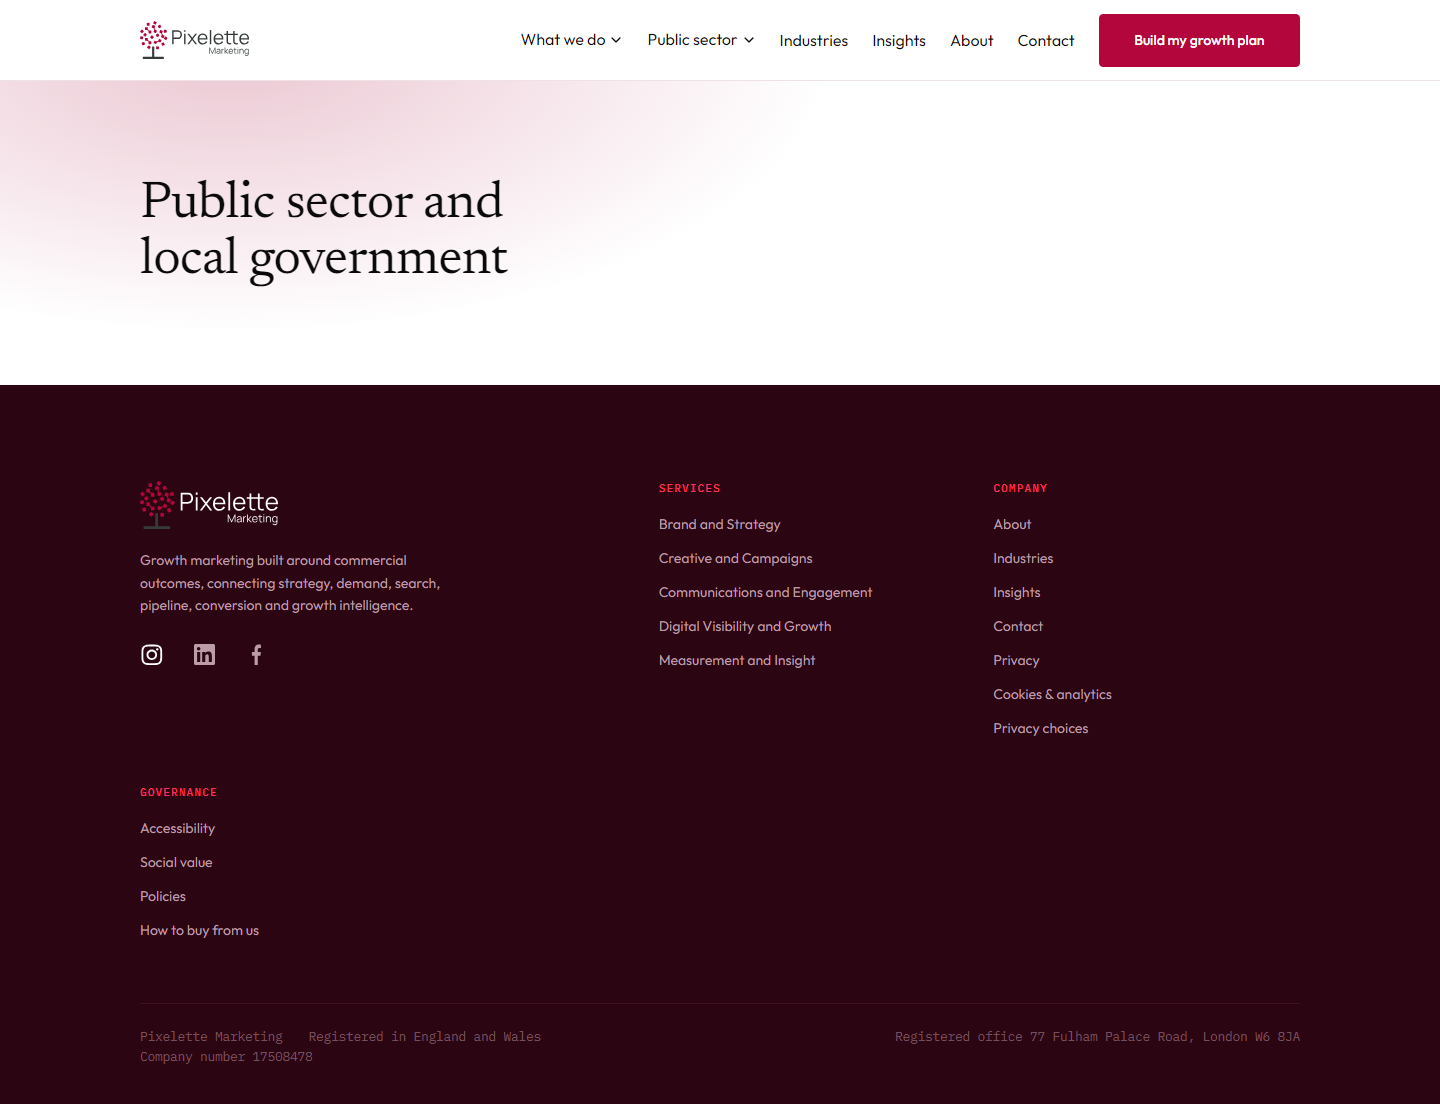 Pixelette
Marketing
What we do
Public sector
Industries
Insights
About
Contact
Build my growth plan
Public sector and
local government
Pixelette
Marketing
Growth marketing built around commercial
outcomes, connecting strategy, demand, search,
pipeline, conversion and growth intelligence.
SERVICES
Brand and Strategy
Creative and Campaigns
Communications and Engagement
Digital Visibility and Growth
Measurement and Insight
COMPANY
About
Industries
Insights
Contact
Privacy
Cookies & analytics
Privacy choices
GOVERNANCE
Accessibility
Social value
Policies
How to buy from us
Pixelette Marketing Registered in England and Wales
Company number 17508478
Registered office 77 Fulham Palace Road, London W6 8JA